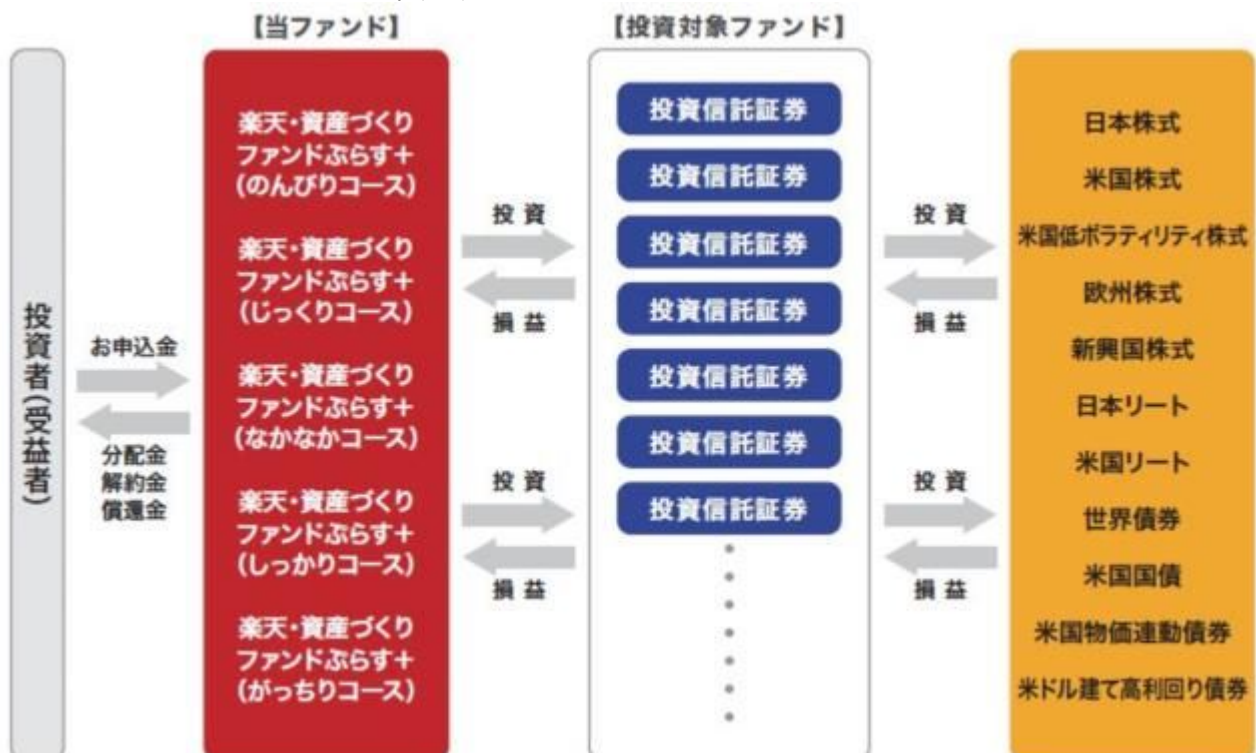 【当ファンド】
【投資対象ファンド】
投資者(受益者)
お申込金
分配金
解約金
償還金
楽天・資産づくり
ファンドぷらす+
(のんびりコース)
楽天・資産づくり
ファンドぷらす+
(じっくりコース)
楽天・資産づくり
ファンドぷらす+
(なかなかコース)
楽天・資産づくり
ファンドぷらす+
(しっかりコース)
楽天・資産づくり
ファンドぷらす+
(がっちりコース)
投資
損益
投資
損益
投資信託証券
投資信託証券
投資信託証券
投資信託証券
投資信託証券
投資信託証券
投資信託証券
投資
損益
投資
損益
日本株式
米国株式
米国低ボラティリティ株式
欧州株式
新興国株式
日本リート
米国リート
世界債券
米国国債
米国物価連動債券
米ドル建て高利回り債券